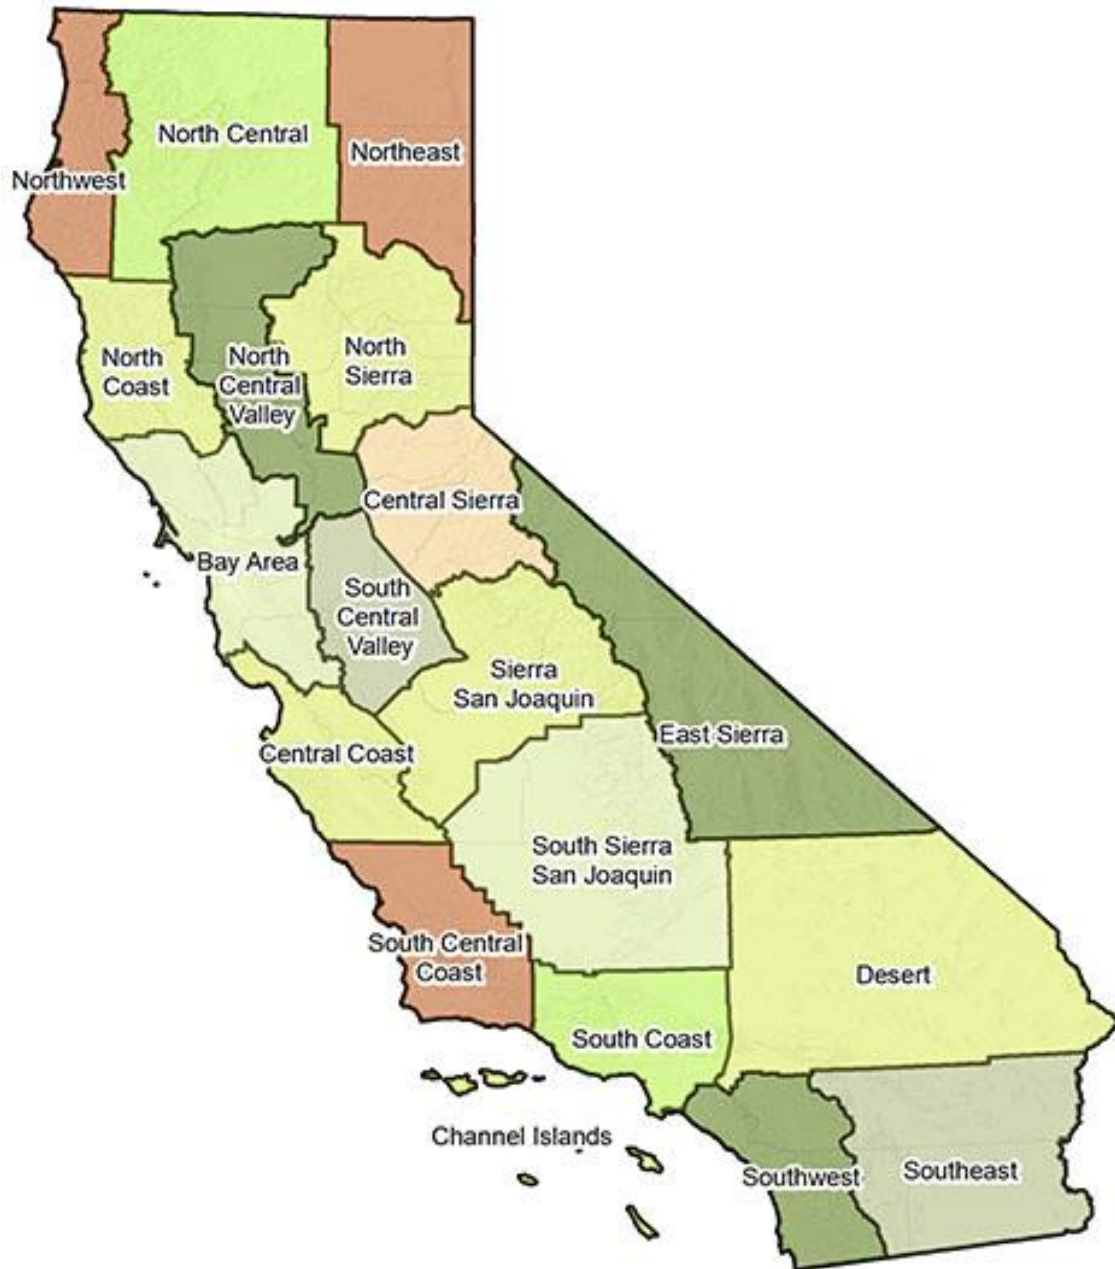 North Central
Northeast
Northwest
North
Coast
North
Central
Valley
North
Sierra
Central Sierra
Bay Area
South
Central
Valley
Sierra
San Joaquin
East Sierra
Central Coast
South Sierra
San Joaquin
South Central
Coast
Desert
South Coast
Channel Islands
Southwest
Southeast